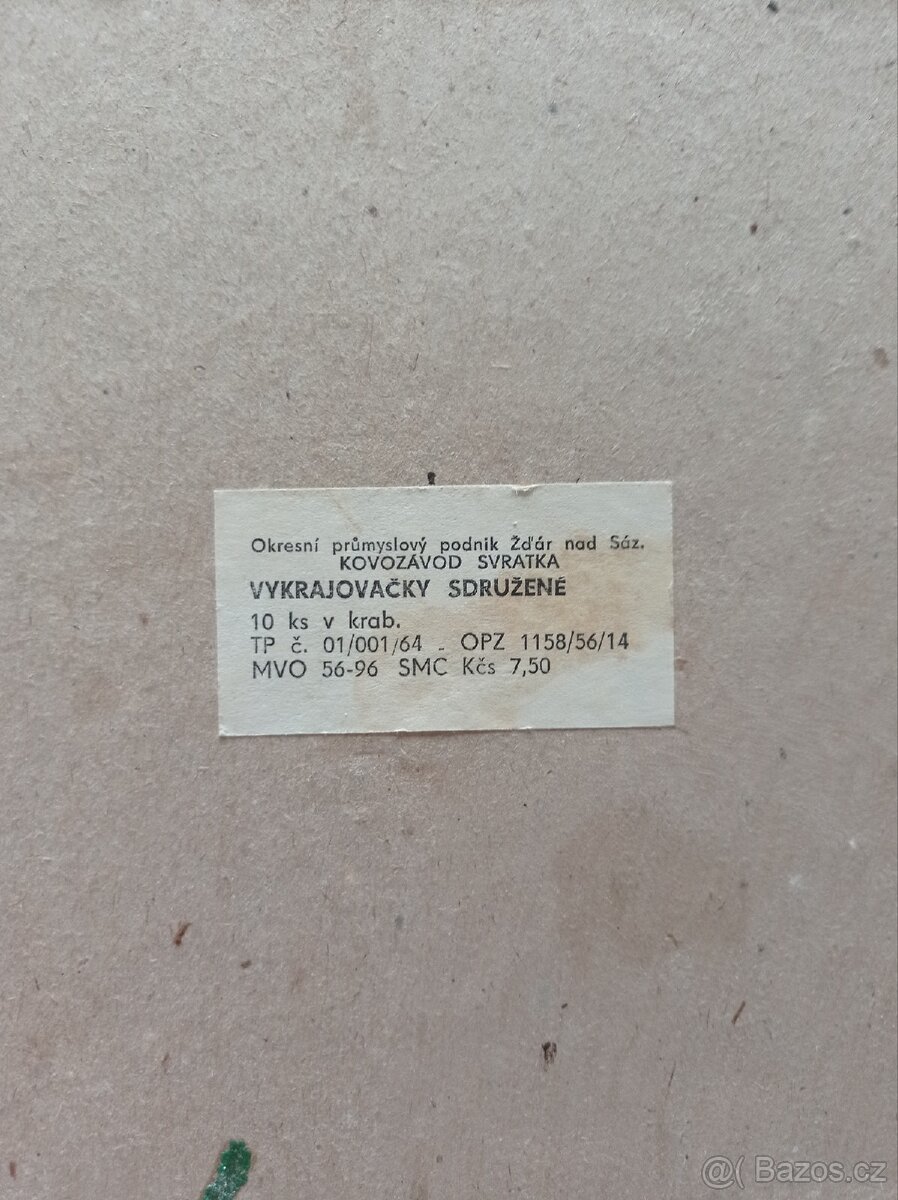 Okresní průmyslový podnik Žďár nad Sáz.
KOVOZÁVOD SVRATKA
VYKRAJOVAČKY SDRUŽENÉ
10 ks v krab.
TP č. 01/001/64 - OPZ 1158/56/14
MVO 56-96 SMC Kčs 7,50
@( Bazos.cz